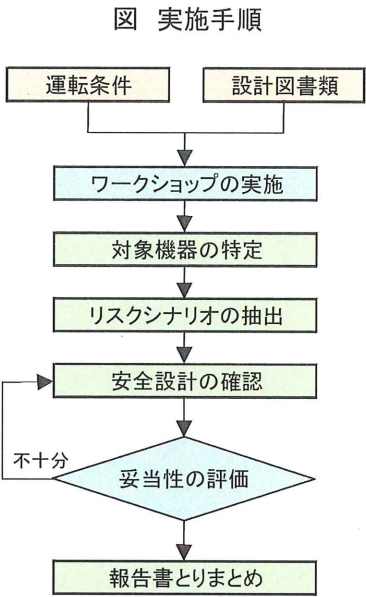 図 実施手順
運転条件
設計図書類
ワークショップの実施
対象機器の特定
リスクシナリオの抽出
安全設計の確認
不十分
妥当性の評価
報告書とりまとめ